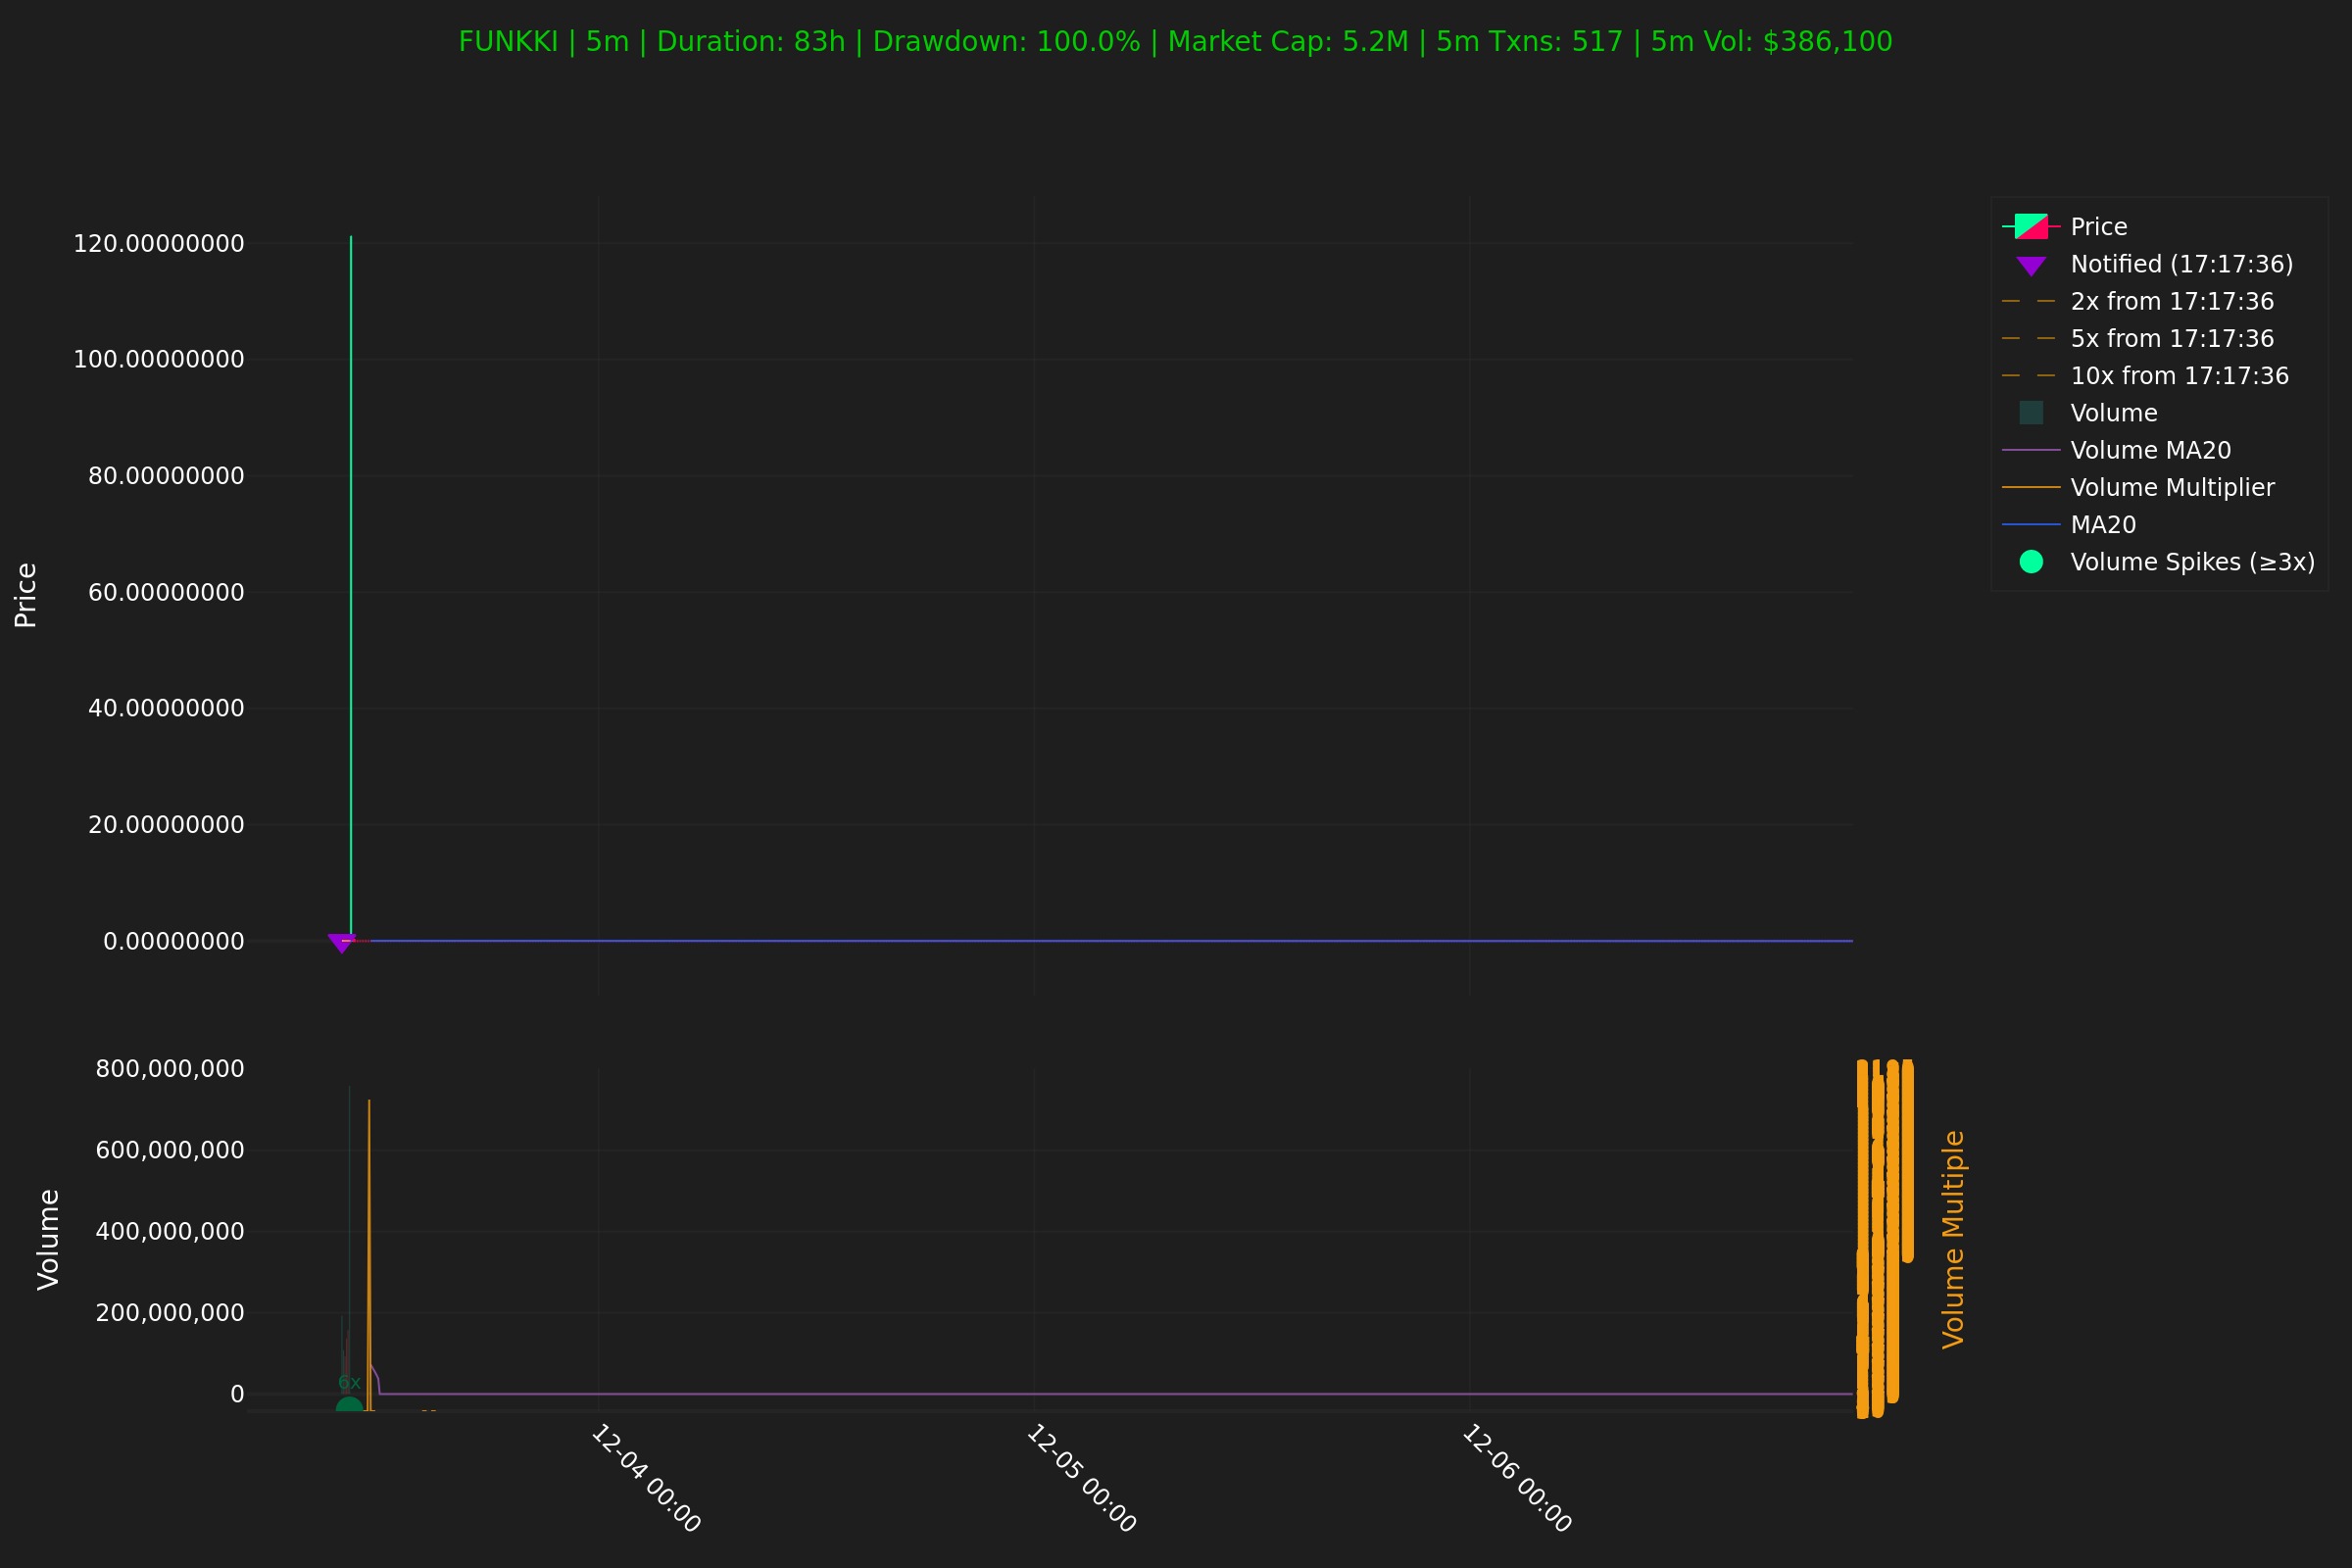 FUNKKI | 5m | Duration: 83h | Drawdown: 100.0% | Market Cap: 5.2M | 5m Txns: 517 | 5m Vol: $386,100
Price
120.00000000
100.00000000
80.00000000
60.00000000
40.00000000
20.00000000
0.00000000
Price
Notified (17:17:36)
2x from 17:17:36
5x from 17:17:36
10x from 17:17:36
Volume
Volume MA20
Volume Multiplier
MA20
Volume Spikes (≥3x)
Volume
800,000,000
600,000,000
400,000,000
200,000,000
0
6x
Volume Multiple
12-04 00:00
12-05 00:00
12-06 00:00